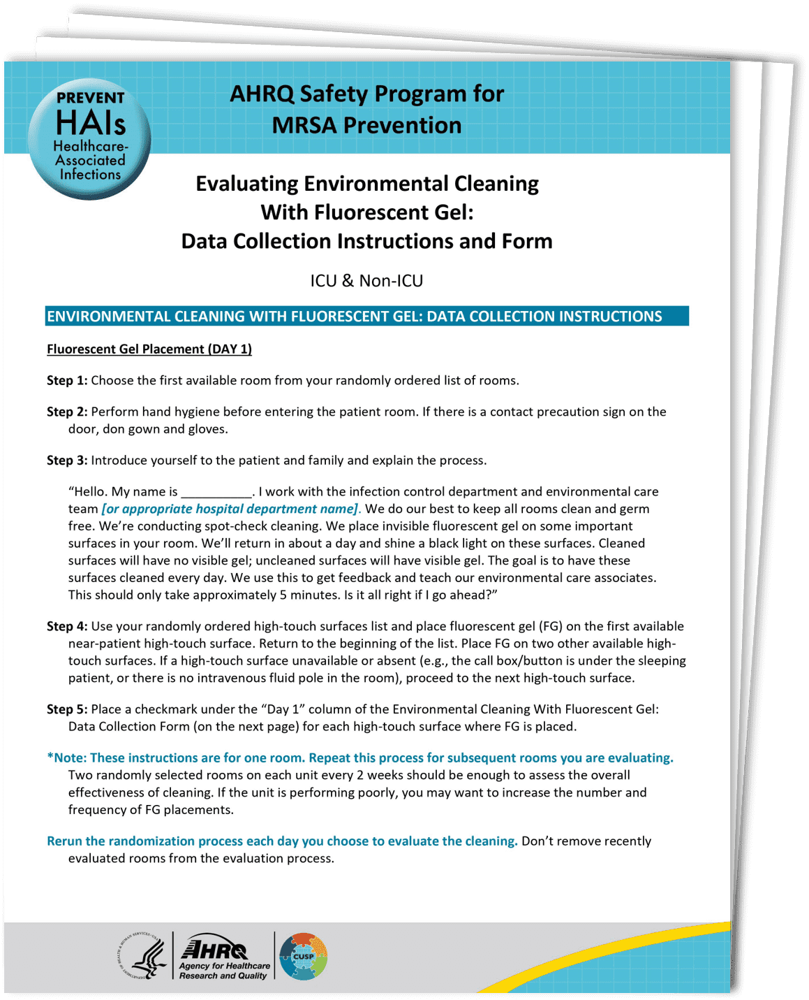 PREVENT
HAIs
Healthcare-
Associated
Infections
AHRQ Safety Program for
MRSA Prevention
Evaluating Environmental Cleaning
With Fluorescent Gel:
Data Collection Instructions and Form
ICU & Non-ICU
ENVIRONMENTAL CLEANING WITH FLUORESCENT GEL: DATA COLLECTION INSTRUCTIONS
Fluorescent Gel Placement (DAY 1)
Step 1: Choose the first available room from your randomly ordered list of rooms.
Step 2: Perform hand hygiene before entering the patient room. If there is a contact precaution sign on the
door, don gown and gloves.
Step 3: Introduce yourself to the patient and family and explain the process.
“Hello. My name is __________. I work with the infection control department and environmental care
team [or appropriate hospital department name]. We do our best to keep all rooms clean and germ
free. We’re conducting spot-check cleaning. We place invisible fluorescent gel on some important
surfaces in your room. We’ll return in about a day and shine a black light on these surfaces. Cleaned
surfaces will have no visible gel; uncleaned surfaces will have visible gel. The goal is to have these
surfaces cleaned every day. We use this to get feedback and teach our environmental care associates.
This should only take approximately 5 minutes. Is it all right if I go ahead?”
Step 4: Use your randomly ordered high-touch surfaces list and place fluorescent gel (FG) on the first available
near-patient high-touch surface. Return to the beginning of the list. Place FG on two other available high-
touch surfaces. If a high-touch surface unavailable or absent (e.g., the call box/button is under the sleeping
patient, or there is no intravenous fluid pole in the room), proceed to the next high-touch surface.
Step 5: Place a checkmark under the “Day 1” column of the Environmental Cleaning With Fluorescent Gel:
Data Collection Form (on the next page) for each high-touch surface where FG is placed.
*Note: These instructions are for one room. Repeat this process for subsequent rooms you are evaluating.
Two randomly selected rooms on each unit every 2 weeks should be enough to assess the overall
effectiveness of cleaning. If the unit is performing poorly, you may want to increase the number and
frequency of FG placements.
Rerun the randomization process each day you choose to evaluate the cleaning. Don’t remove recently
evaluated rooms from the evaluation process.
DEPARTMENT OF HEALTH & HUMAN SERVICES • USA
AHRQ
Agency for Healthcare
Research and Quality
CUSP